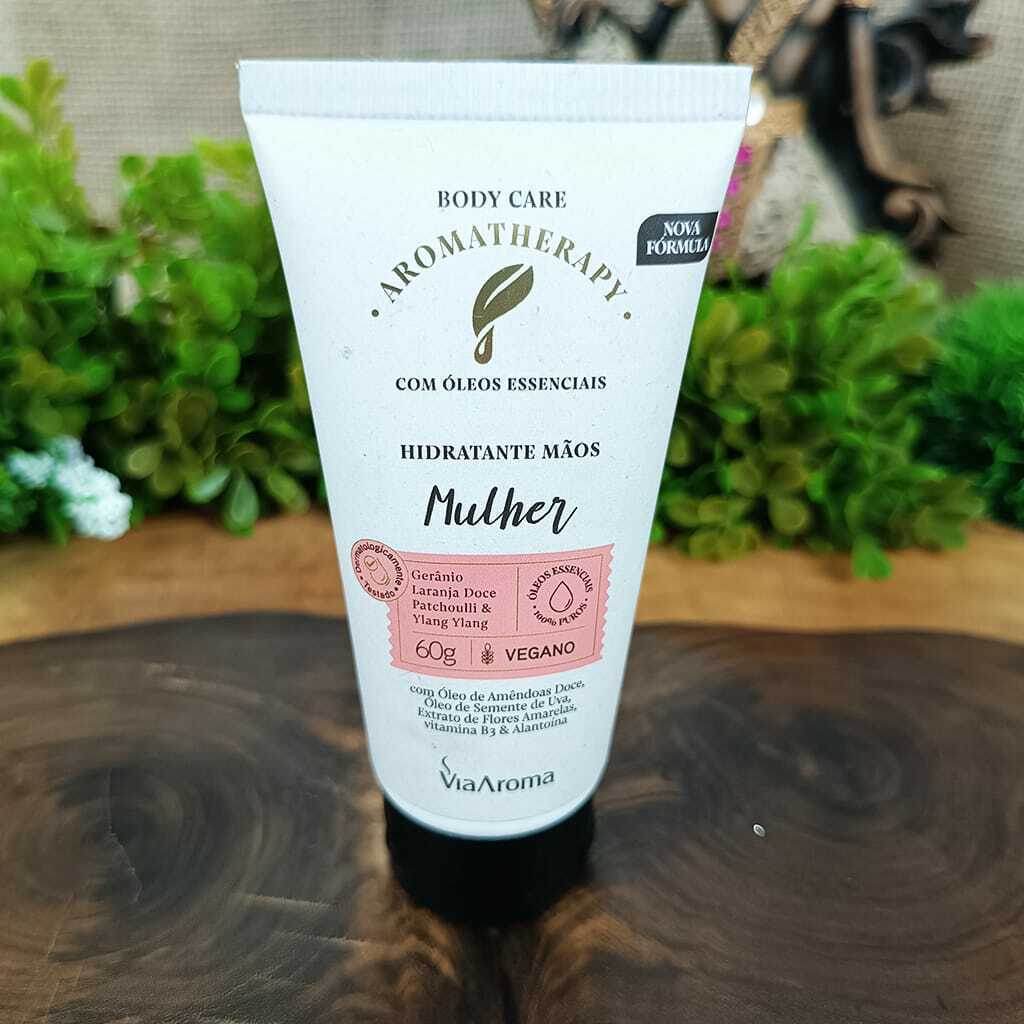 BODY CARE
• AROMATHERAPY •
NOVA
FÓRMULA
COM ÓLEOS ESSENCIAIS
HIDRATANTE MÃOS
Mulher
Dermatologicamente
• Testado •
Gerânio
Laranja Doce
Patchoulli &
Ylang Ylang
ÓLEOS ESSENCIAIS
• 100% PUROS •
60g
VEGANO
com Óleo de Amêndoas Doce,
Óleo de Semente de Uva,
Extrato de Flores Amarelas,
vitamina B3 & Alantoína
ViaAroma